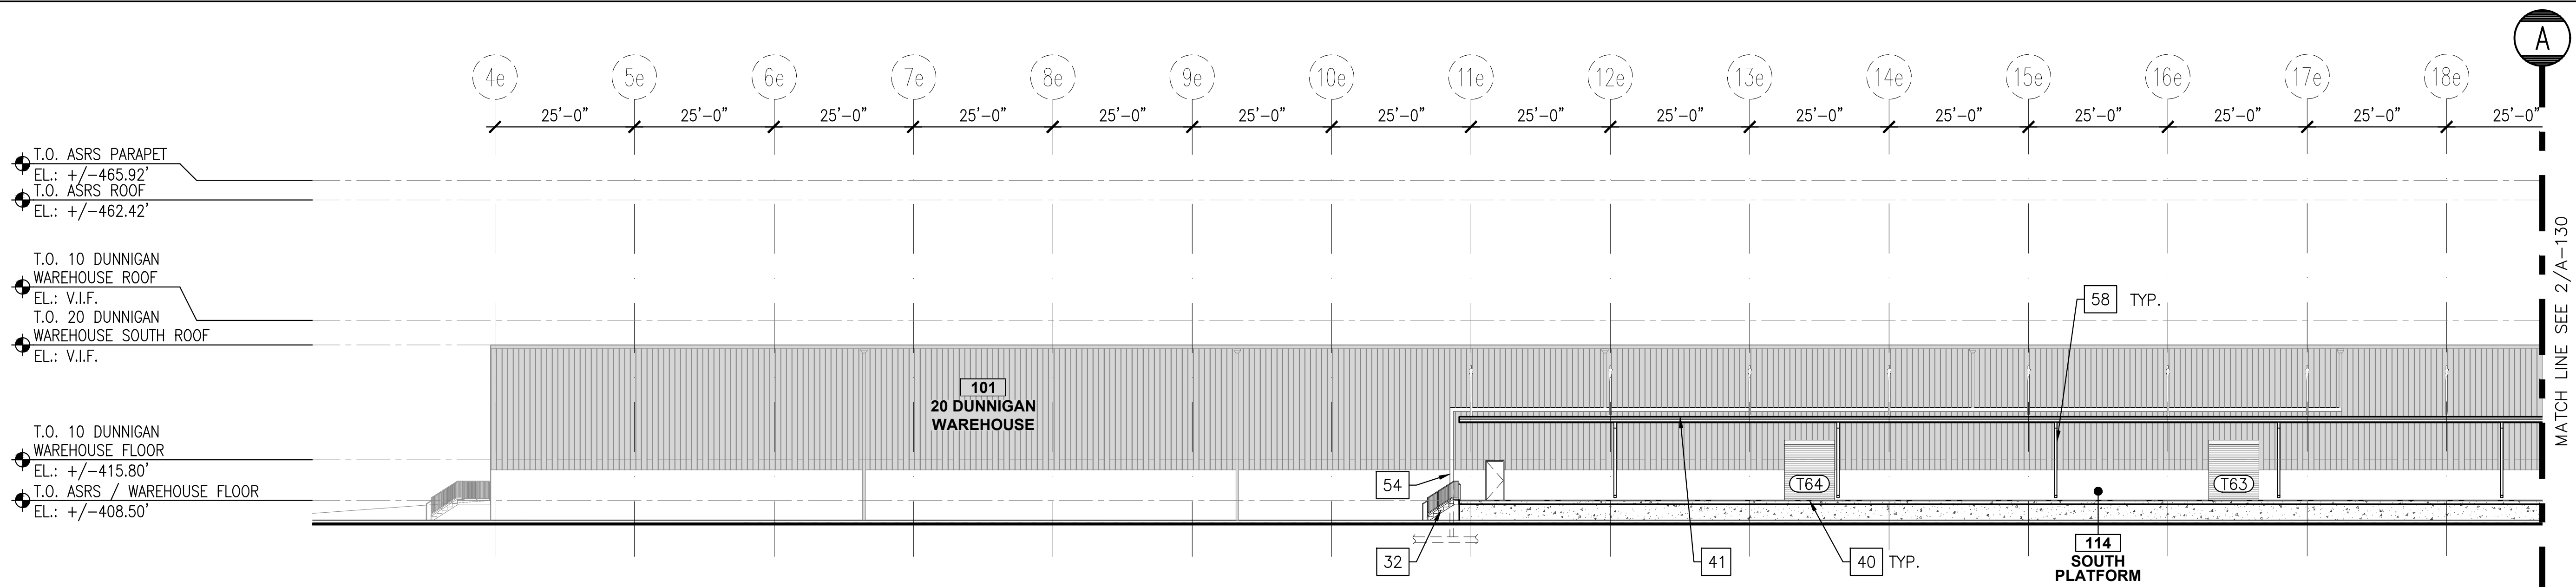 A
4e 5e 6e 7e 8e 9e 10e 11e 12e 13e 14e 15e 16e 17e 18e
25'-0" 25'-0" 25'-0" 25'-0" 25'-0" 25'-0" 25'-0" 25'-0" 25'-0" 25'-0" 25'-0" 25'-0" 25'-0" 25'-0" 25'-0"
T.O. ASRS PARAPET
EL.: +/-465.92'
T.O. ASRS ROOF
EL.: +/-462.42'
T.O. 10 DUNNIGAN
WAREHOUSE ROOF
EL.: V.I.F.
T.O. 20 DUNNIGAN
WAREHOUSE SOUTH ROOF
EL.: V.I.F.
T.O. 10 DUNNIGAN
WAREHOUSE FLOOR
EL.: +/-415.80'
T.O. ASRS / WAREHOUSE FLOOR
EL.: +/-408.50'
101
20 DUNNIGAN
WAREHOUSE
58 TYP.
54
T64
T63
32
41
40 TYP.
114
SOUTH
PLATFORM
MATCH LINE SEE 2/A-130